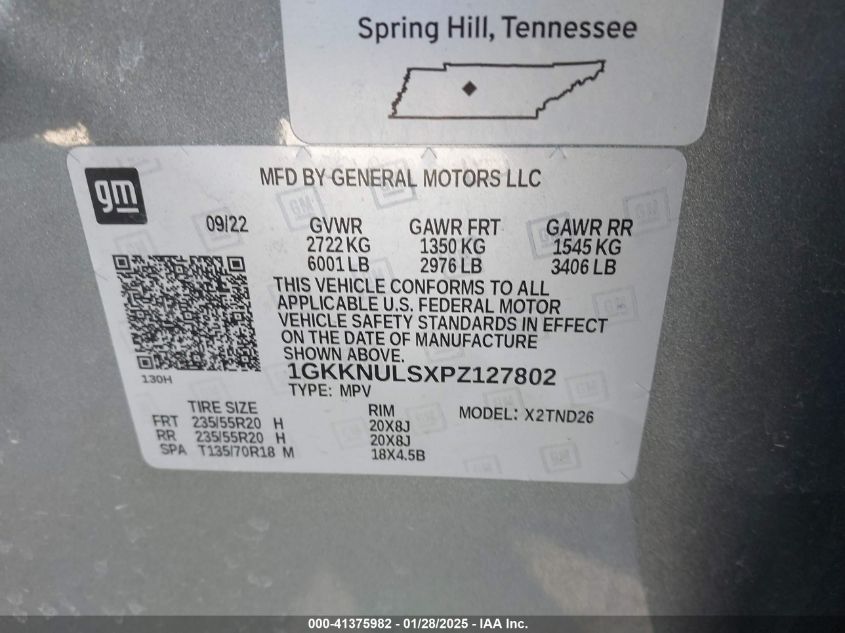 Spring Hill, Tennessee
gm
MFD BY GENERAL MOTORS LLC
09/22 GVWR GAWR FRT GAWR RR
2722 KG 1350 KG 1545 KG
6001 LB 2976 LB 3406 LB
THIS VEHICLE CONFORMS TO ALL
APPLICABLE U.S. FEDERAL MOTOR
VEHICLE SAFETY STANDARDS IN EFFECT
ON THE DATE OF MANUFACTURE
SHOWN ABOVE.
130H
1GKKNULSXPZ127802
TYPE: MPV
TIRE SIZE RIM MODEL: X2TND26
FRT 235/55R20 H 20X8J
RR 235/55R20 H 20X8J
SPA T135/70R18 M 18X4.5B
000-41375982 - 01/28/2025 - IAA Inc.